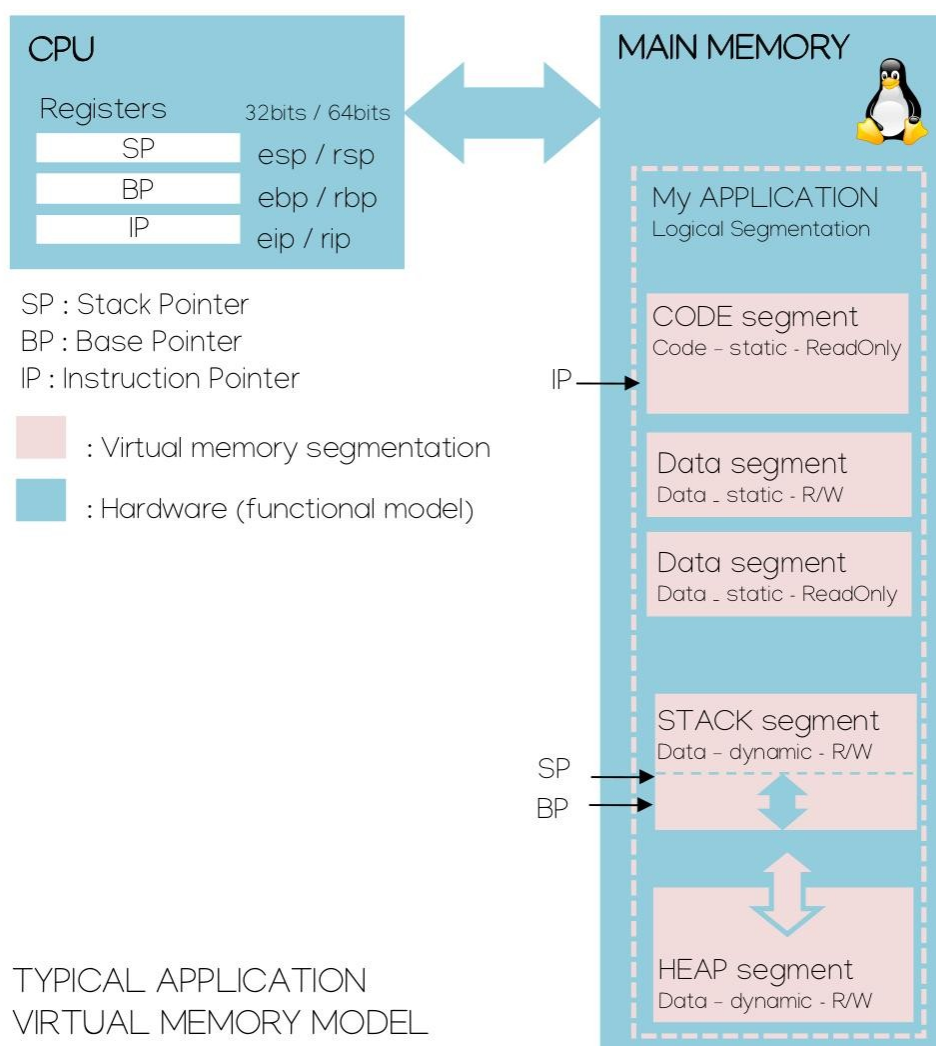 CPU
Registers 32bits / 64bits
SP esp / rsp
BP ebp / rbp
IP eip / rip
SP : Stack Pointer
BP : Base Pointer
IP : Instruction Pointer
: Virtual memory segmentation
: Hardware (functional model)
MAIN MEMORY
My APPLICATION
Logical Segmentation
CODE segment
Code - static - ReadOnly
IP
Data segment
Data _ static - R/W
Data segment
Data _ static - ReadOnly
STACK segment
Data - dynamic - R/W
SP
BP
HEAP segment
Data - dynamic - R/W
TYPICAL APPLICATION
VIRTUAL MEMORY MODEL